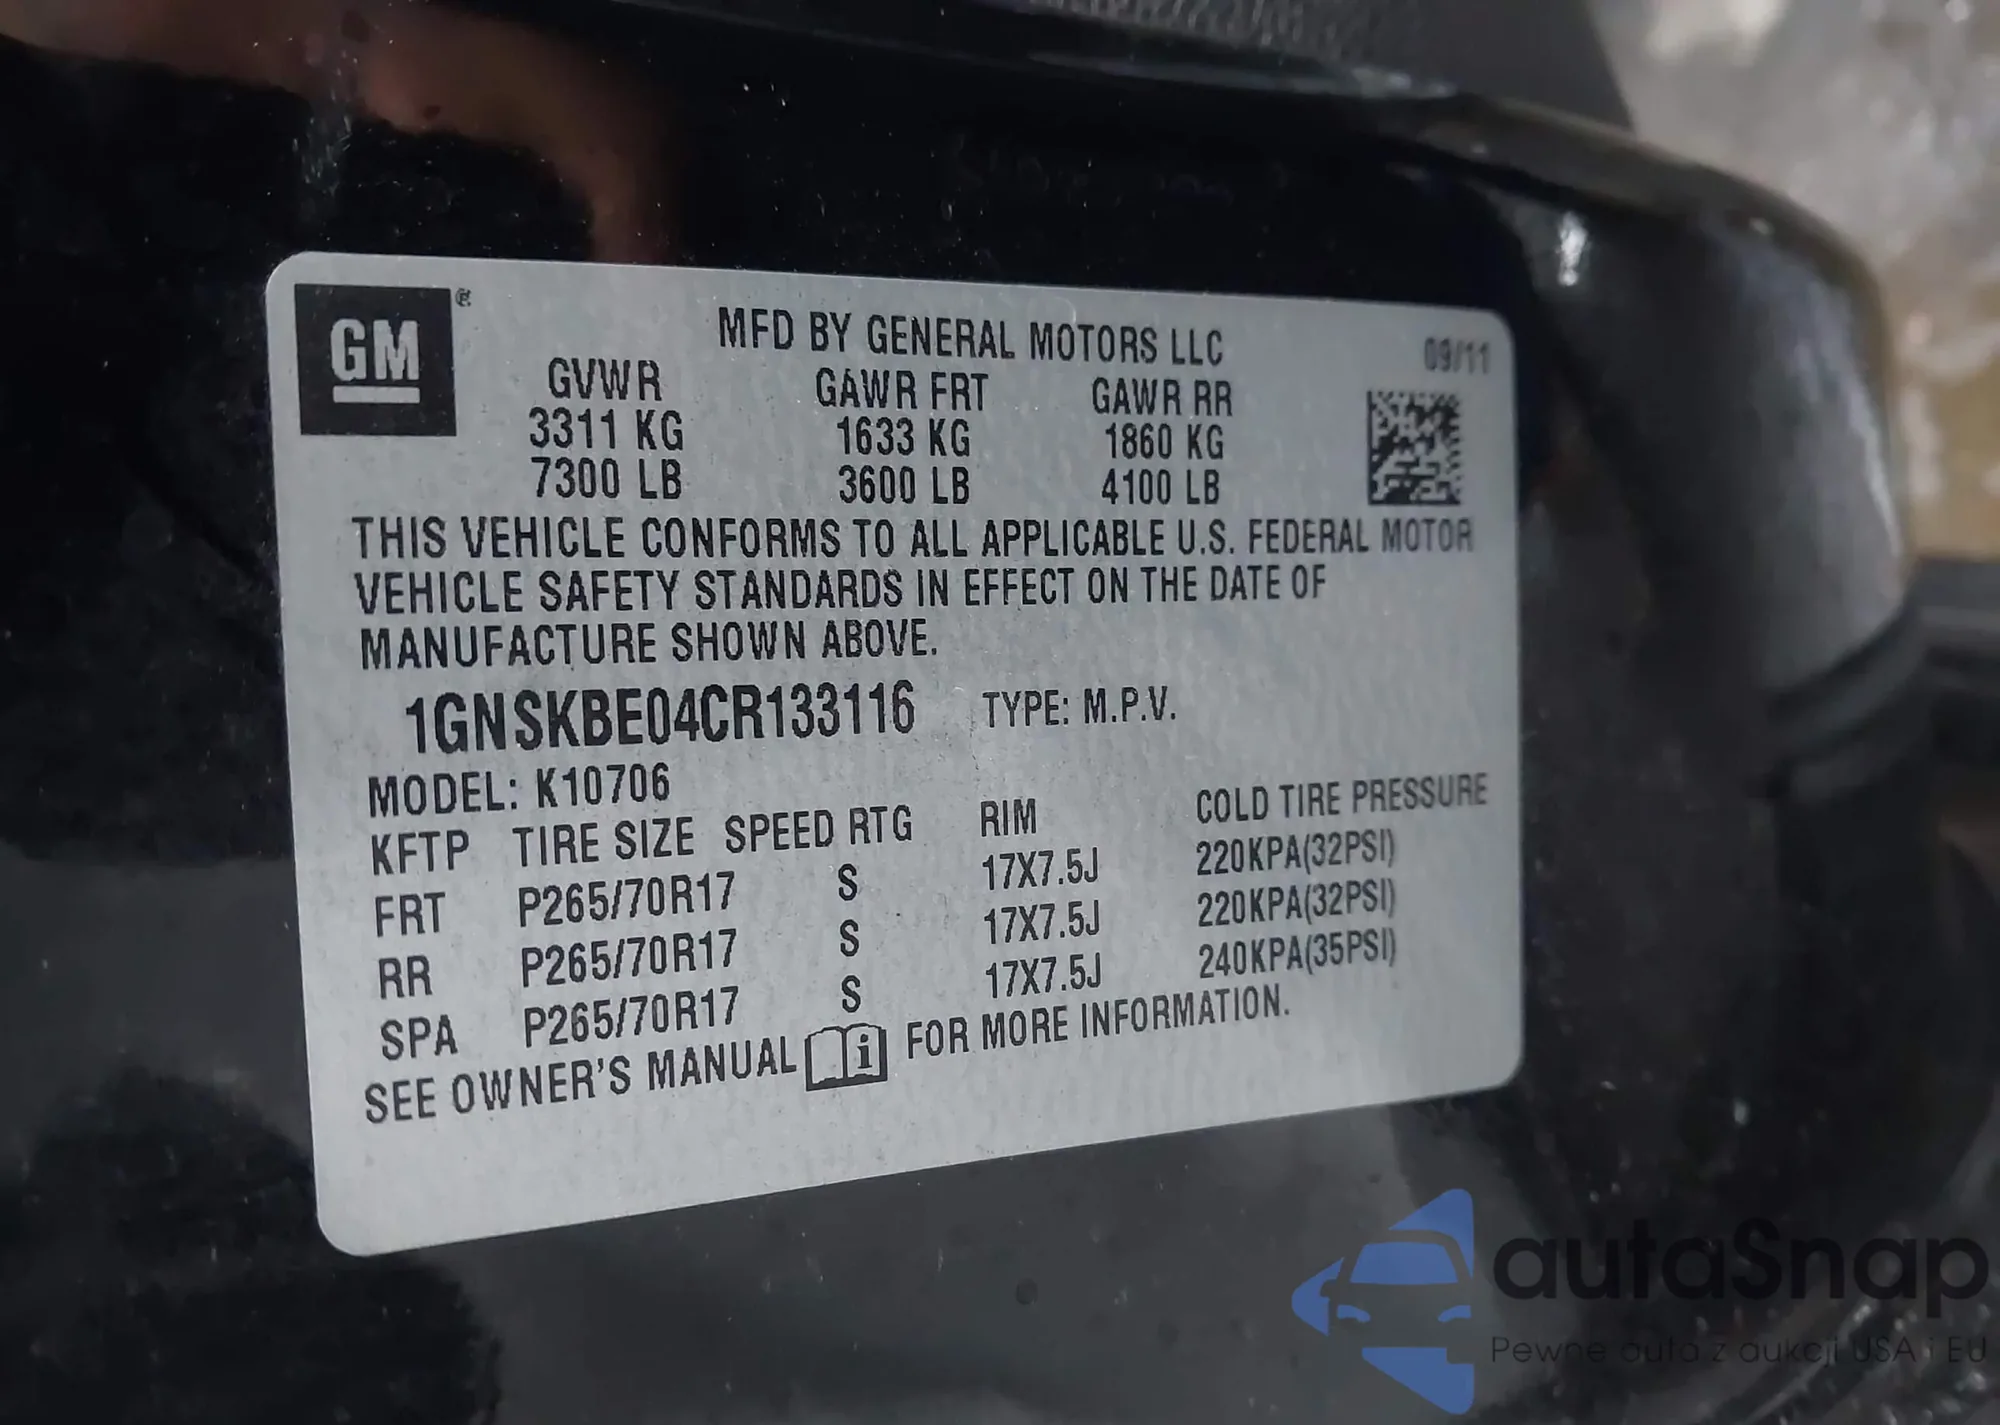 GM ®
MFD BY GENERAL MOTORS LLC 09/11
GVWR GAWR FRT GAWR RR
3311 KG 1633 KG 1860 KG
7300 LB 3600 LB 4100 LB
THIS VEHICLE CONFORMS TO ALL APPLICABLE U.S. FEDERAL MOTOR
VEHICLE SAFETY STANDARDS IN EFFECT ON THE DATE OF
MANUFACTURE SHOWN ABOVE.
1GNSKBE04CR133116 TYPE: M.P.V.
MODEL: K10706
KFTP TIRE SIZE SPEED RTG RIM COLD TIRE PRESSURE
FRT P265/70R17 S 17X7.5J 220KPA(32PSI)
RR P265/70R17 S 17X7.5J 220KPA(32PSI)
SPA P265/70R17 S 17X7.5J 240KPA(35PSI)
SEE OWNER'S MANUAL i FOR MORE INFORMATION.
autaSnap
Pewne auta z aukcji USA i EU